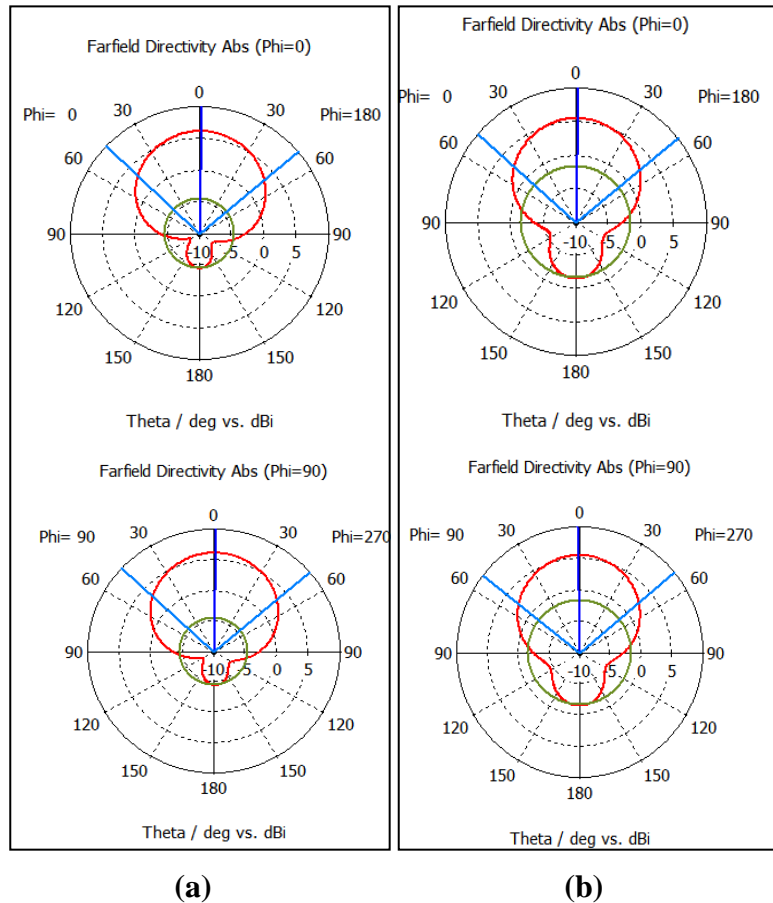 Farfield Directivity Abs (Phi=0)
0
30 30
Phi= 0 Phi=180
60 60
90 -10 -5 0 5 90
120 120
150 150
180
Theta / deg vs. dBi
Farfield Directivity Abs (Phi=90)
0
30 30
Phi= 90 Phi=270
60 60
90 -10 -5 0 5 90
120 120
150 150
180
Theta / deg vs. dBi
(a)
Farfield Directivity Abs (Phi=0)
0
30 30
Phi= 0 Phi=180
60 60
90 -10 -5 0 5 90
120 120
150 150
180
Theta / deg vs. dBi
Farfield Directivity Abs (Phi=90)
0
30 30
Phi= 90 Phi=270
60 60
90 -10 -5 0 5 90
120 120
150 150
180
Theta / deg vs. dBi
(b)